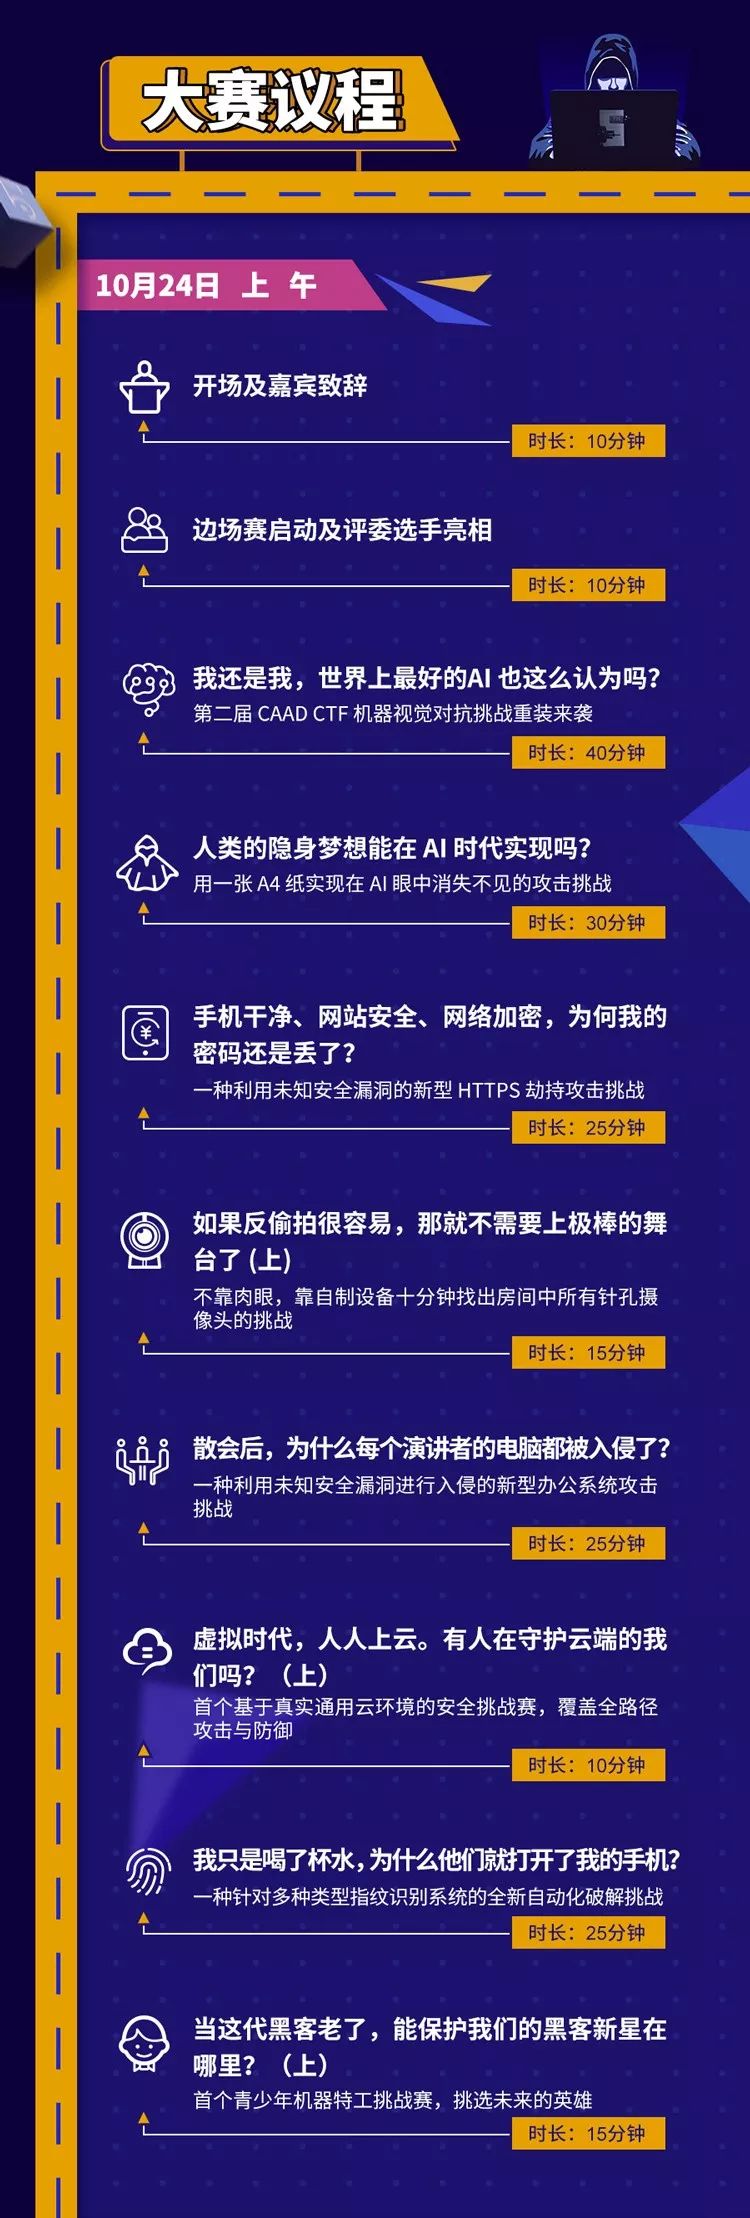 大赛议程
10月24日 上 午
开场及嘉宾致辞
时长：10分钟
边场赛启动及评委选手亮相
时长：10分钟
我还是我，世界上最好的AI 也这么认为吗？
第二届 CAAD CTF 机器视觉对抗挑战重装来袭
时长：40分钟
人类的隐身梦想能在 AI 时代实现吗？
用一张 A4 纸实现在 AI 眼中消失不见的攻击挑战
时长：30分钟
手机干净、网站安全、网络加密，为何我的
密码还是丢了？
一种利用未知安全漏洞的新型 HTTPS 劫持攻击挑战
时长：25分钟
如果反偷拍很容易，那就不需要上极棒的舞
台了 (上)
不靠肉眼，靠自制设备十分钟找出房间中所有针孔摄
像头的挑战
时长：15分钟
散会后，为什么每个演讲者的电脑都被入侵了？
一种利用未知安全漏洞进行入侵的新型办公系统攻击
挑战
时长：25分钟
虚拟时代，人人上云。有人在守护云端的我
们吗？（上）
首个基于真实通用云环境的安全挑战赛，覆盖全路径
攻击与防御
时长：10分钟
我只是喝了杯水，为什么他们就打开了我的手机？
一种针对多种类型指纹识别系统的全新自动化破解挑战
时长：25分钟
当这代黑客老了，能保护我们的黑客新星在
哪里？（上）
首个青少年机器特工挑战赛，挑选未来的英雄
时长：15分钟